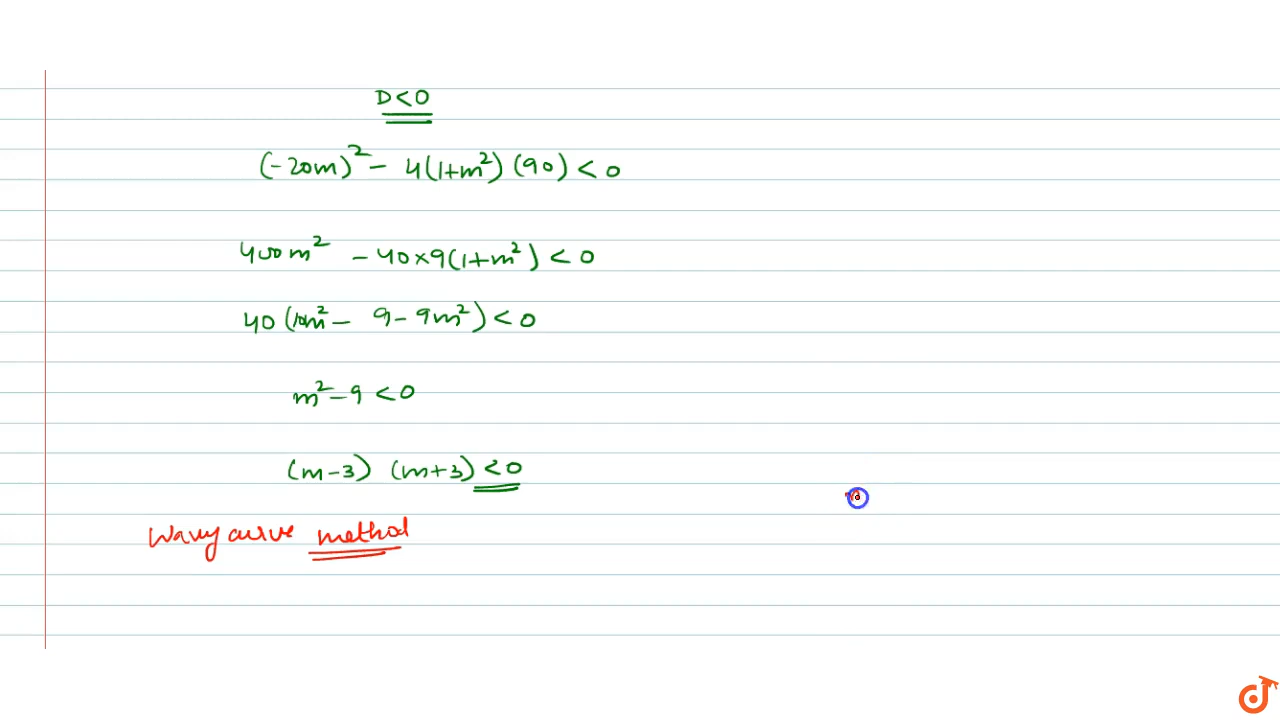 D < 0
(-20m)² - 4(1+m²)(90) < 0
400m² - 40×9(1+m²) < 0
40(10m² - 9 - 9m²) < 0
m² - 9 < 0
(m-3) (m+3) < 0
Wavy curve method